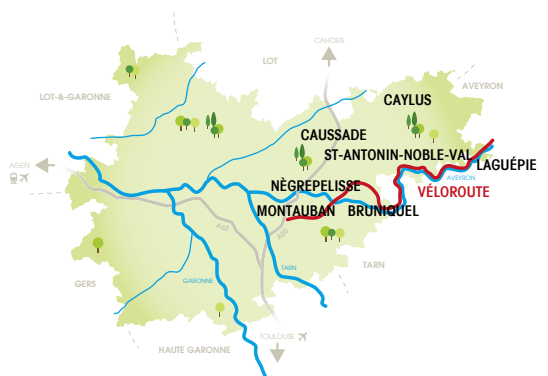 CAHORS
LOT
AVEYRON
LOT-&-GARONNE
CAYLUS
CAUSSADE
ST-ANTONIN-NOBLE-VAL
AGEN
LAGUÉPIE
AVEYRON
NÈGREPELISSE
VÉLOROUTE
MONTAUBAN
BRUNIQUEL
A62
A20
TARN
GERS
GARONNE
TARN
TOULOUSE
HAUTE GARONNE